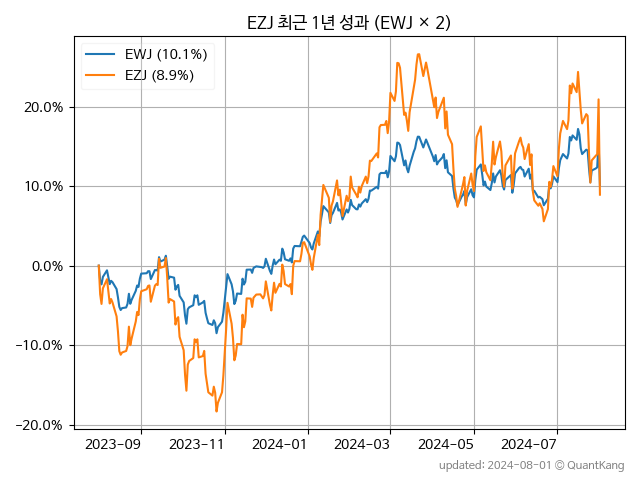 EZJ 최근 1년 성과 (EWJ × 2)
EWJ (10.1%)
EZJ (8.9%)
20.0%
10.0%
0.0%
−10.0%
−20.0%
2023-09 2023-11 2024-01 2024-03 2024-05 2024-07
updated: 2024-08-01 © QuantKang